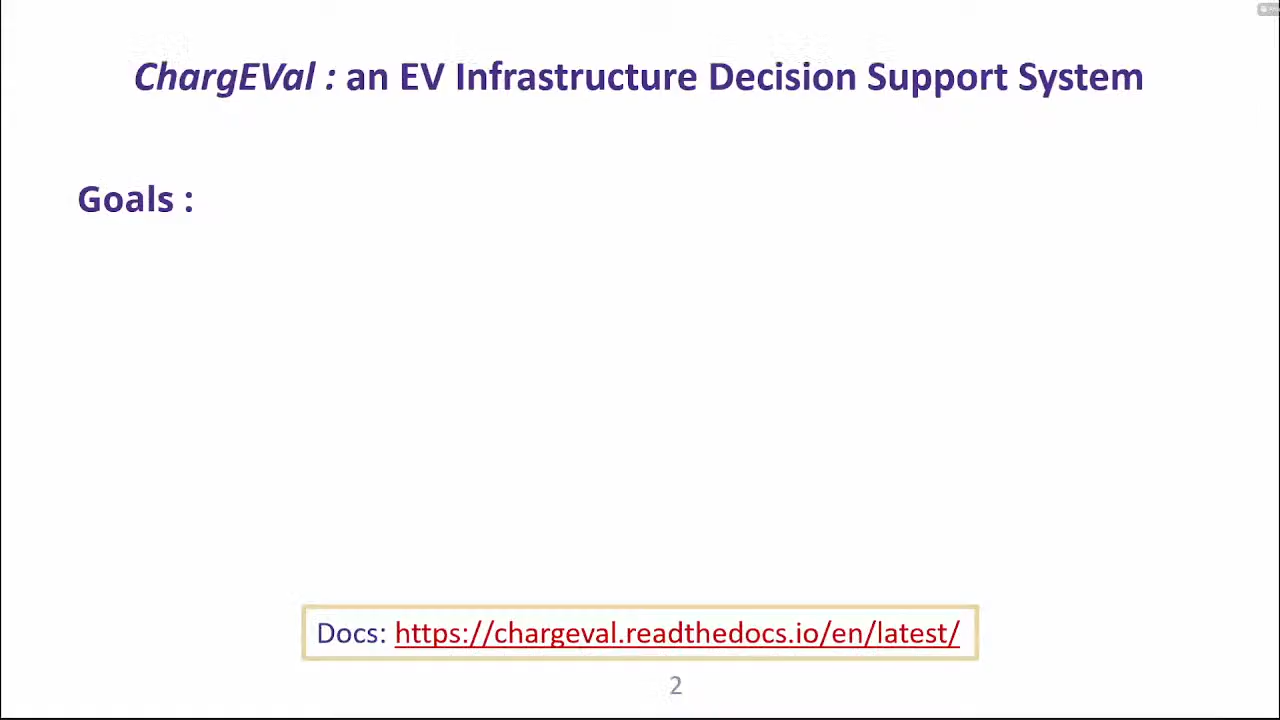 ChargEVal : an EV Infrastructure Decision Support System
Goals :
Docs: https://chargeval.readthedocs.io/en/latest/
2